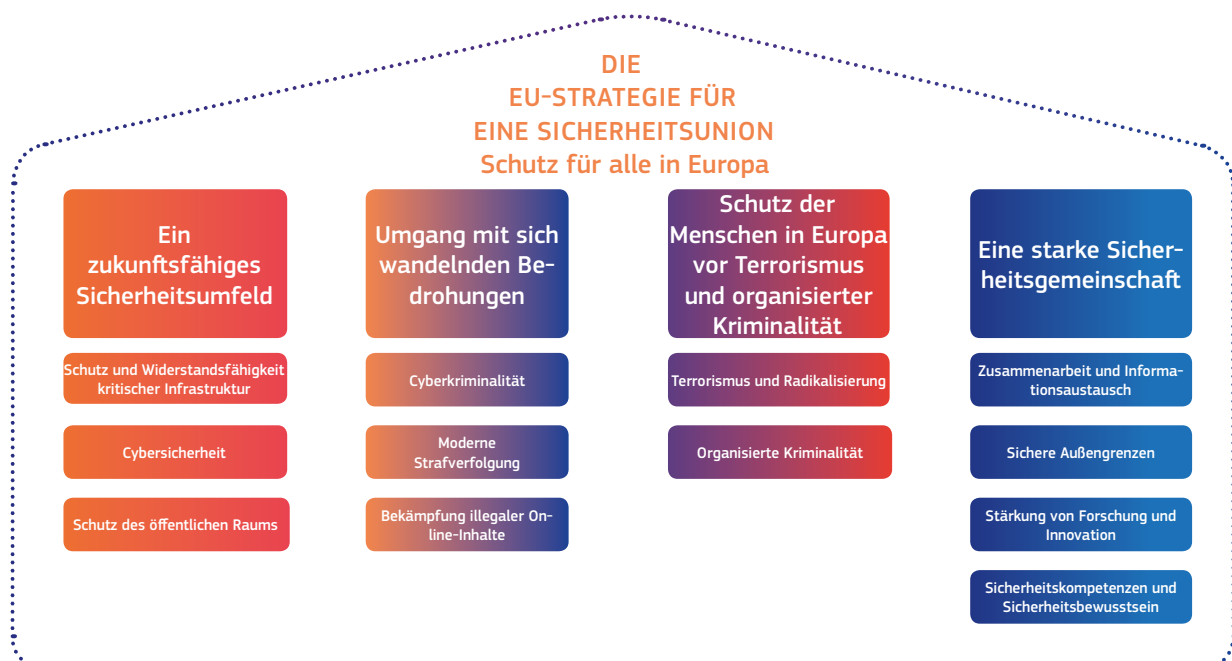 DIE
EU-STRATEGIE FÜR
EINE SICHERHEITSUNION
Schutz für alle in Europa
Ein
zukunftsfähiges
Sicherheitsumfeld
Schutz und Widerstandsfähigkeit
kritischer Infrastruktur
Cybersicherheit
Schutz des öffentlichen Raums
Umgang mit sich
wandelnden Be-
drohungen
Cyberkriminalität
Moderne
Strafverfolgung
Bekämpfung illegaler On-
line-Inhalte
Schutz der
Menschen in Europa
vor Terrorismus
und organisierter
Kriminalität
Terrorismus und Radikalisierung
Organisierte Kriminalität
Eine starke Sicher-
heitsgemeinschaft
Zusammenarbeit und Informa-
tionsaustausch
Sichere Außengrenzen
Stärkung von Forschung und
Innovation
Sicherheitskompetenzen und
Sicherheitsbewusstsein